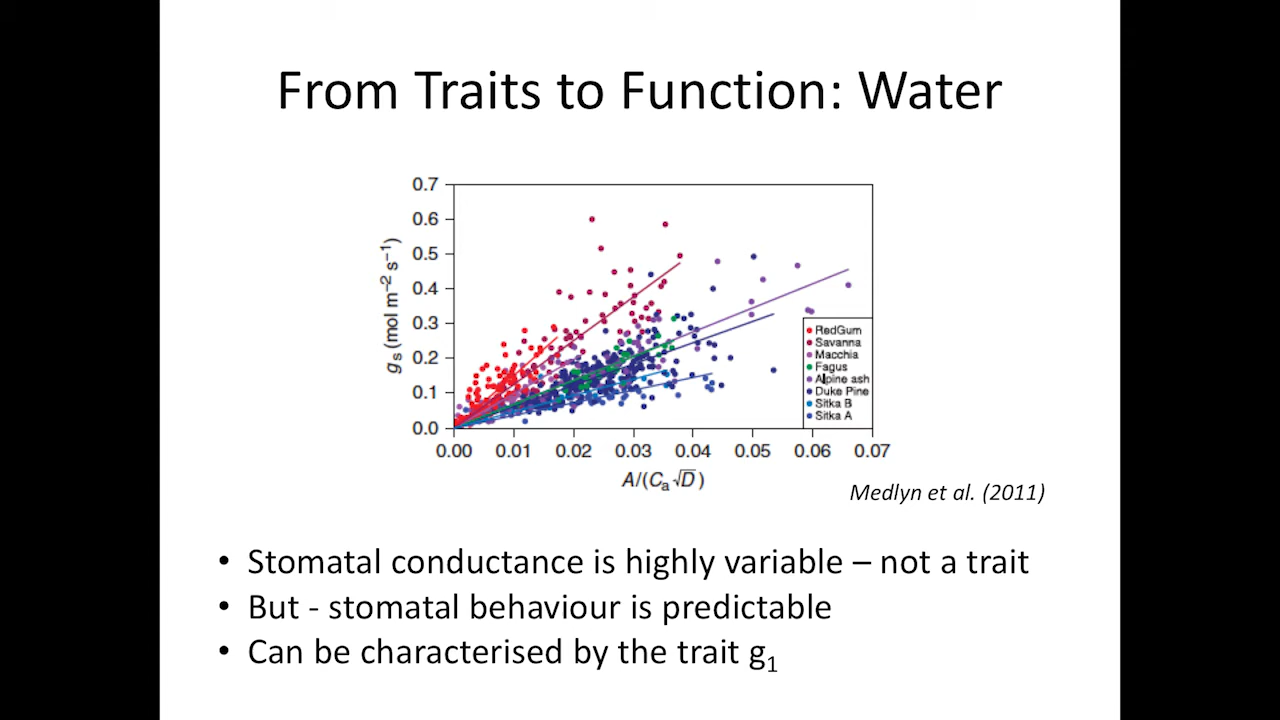 From Traits to Function: Water
0.7
0.6
0.5
0.4
0.3
0.2
0.1
0.0
gs (mol m−2 s−1)
0.00 0.01 0.02 0.03 0.04 0.05 0.06 0.07
A/(Ca√D)
RedGum
Savanna
Macchia
Fagus
Alpine ash
Duke Pine
Sitka B
Sitka A
Medlyn et al. (2011)
• Stomatal conductance is highly variable – not a trait
• But - stomatal behaviour is predictable
• Can be characterised by the trait g1